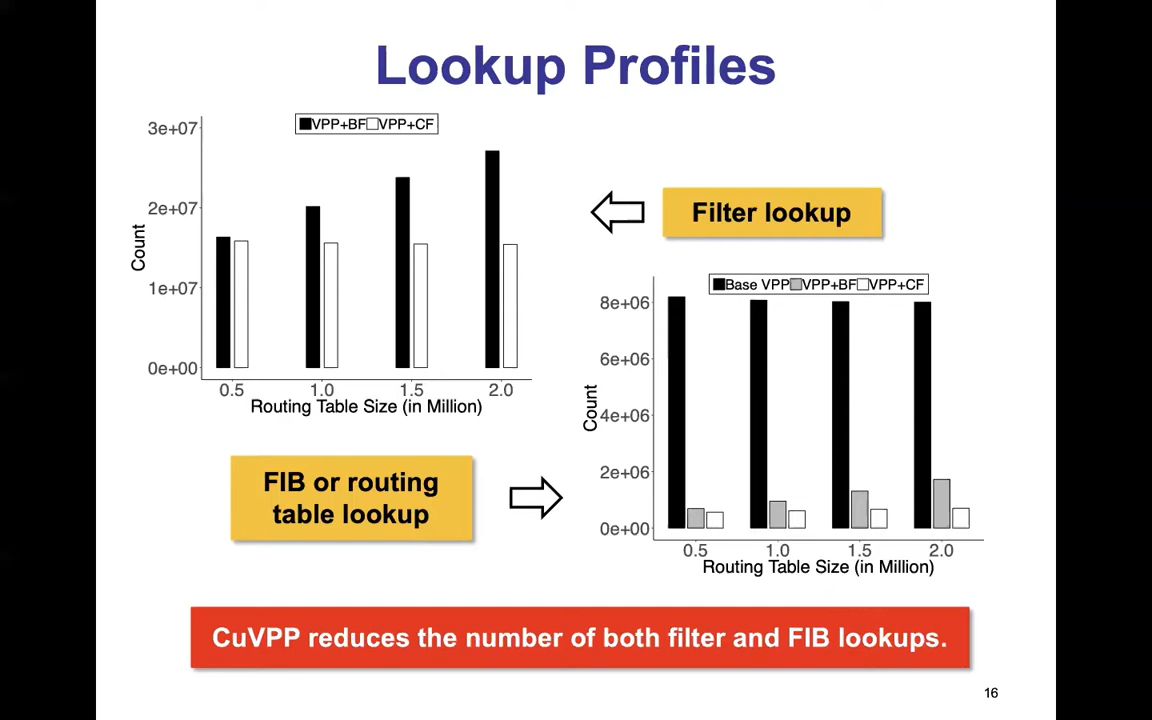 Lookup Profiles
VPP+BF VPP+CF
3e+07
2e+07
1e+07
0e+00
Count
0.5 1.0 1.5 2.0
Routing Table Size (in Million)
Filter lookup
Base VPP VPP+BF VPP+CF
8e+06
6e+06
4e+06
2e+06
0e+00
Count
0.5 1.0 1.5 2.0
Routing Table Size (in Million)
FIB or routing
table lookup
CuVPP reduces the number of both filter and FIB lookups.
16